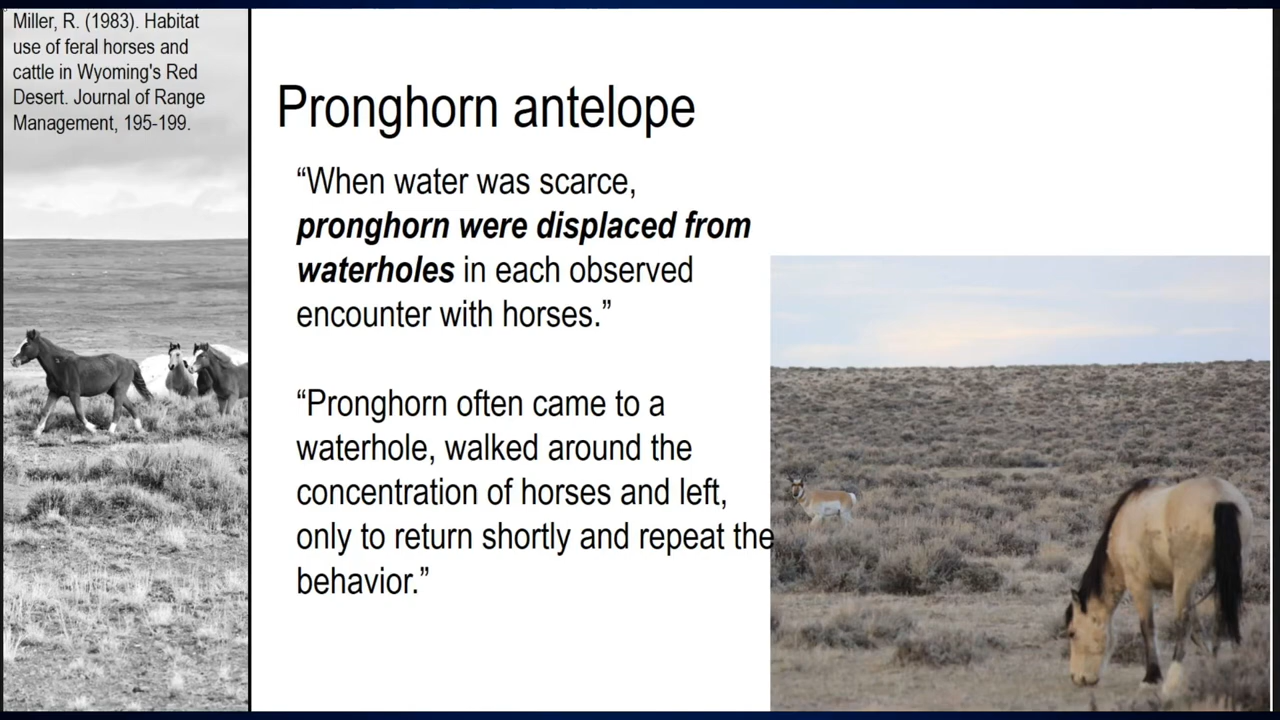 Miller, R. (1983). Habitat
use of feral horses and
cattle in Wyoming's Red
Desert. Journal of Range
Management, 195-199.
Pronghorn antelope
“When water was scarce,
pronghorn were displaced from
waterholes in each observed
encounter with horses.”
“Pronghorn often came to a
waterhole, walked around the
concentration of horses and left,
only to return shortly and repeat the
behavior.”